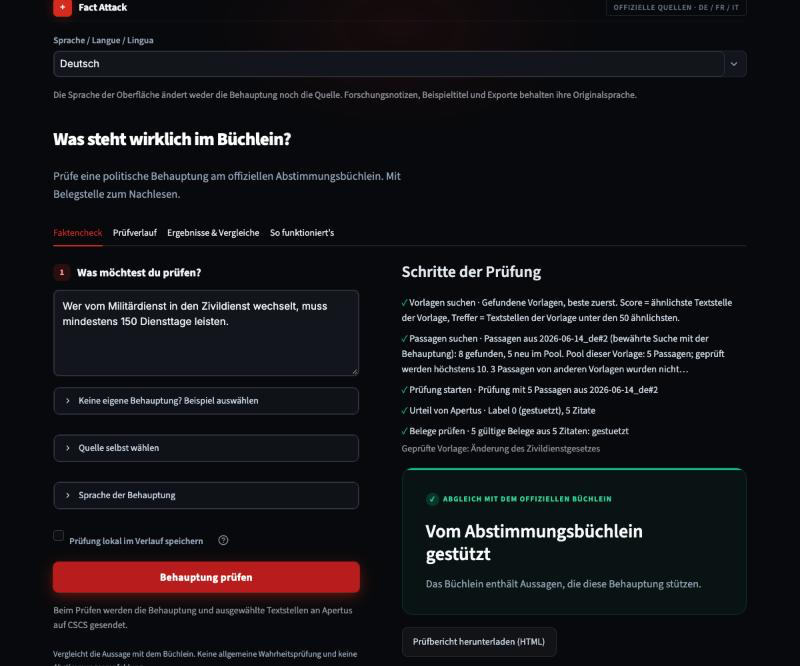 + Fact Attack
OFFIZIELLE QUELLEN · DE / FR / IT
Sprache / Langue / Lingua
Deutsch
Die Sprache der Oberfläche ändert weder die Behauptung noch die Quelle. Forschungsnotizen, Beispieltitel und Exporte behalten ihre Originalsprache.
Was steht wirklich im Büchlein?
Prüfe eine politische Behauptung am offiziellen Abstimmungsbüchlein. Mit
Belegstelle zum Nachlesen.
Faktencheck Prüfverlauf Ergebnisse & Vergleiche So funktioniert's
1 Was möchtest du prüfen?
Wer vom Militärdienst in den Zivildienst wechselt, muss
mindestens 150 Diensttage leisten.
Keine eigene Behauptung? Beispiel auswählen
Quelle selbst wählen
Sprache der Behauptung
Prüfung lokal im Verlauf speichern ?
Behauptung prüfen
Beim Prüfen werden die Behauptung und ausgewählte Textstellen an Apertus
auf CSCS gesendet.
Vergleicht die Aussage mit dem Büchlein. Keine allgemeine Wahrheitsprüfung und keine
Schritte der Prüfung
✓ Vorlagen suchen · Gefundene Vorlagen, beste zuerst. Score = ähnlichste Textstelle
der Vorlage, Treffer = Textstellen der Vorlage unter den 50 ähnlichsten.
✓ Passagen suchen · Passagen aus 2026-06-14_de#2 (bewährte Suche mit der
Behauptung): 8 gefunden, 5 neu im Pool. Pool dieser Vorlage: 5 Passagen; geprüft
werden höchstens 10. 3 Passagen von anderen Vorlagen wurden nicht…
✓ Prüfung starten · Prüfung mit 5 Passagen aus 2026-06-14_de#2
✓ Urteil von Apertus · Label 0 (gestuetzt), 5 Zitate
✓ Belege prüfen · 5 gültige Belege aus 5 Zitaten: gestuetzt
Geprüfte Vorlage: Änderung des Zivildienstgesetzes
✓ ABGLEICH MIT DEM OFFIZIELLEN BÜCHLEIN
Vom Abstimmungsbüchlein
gestützt
Das Büchlein enthält Aussagen, die diese Behauptung stützen.
Prüfbericht herunterladen (HTML)